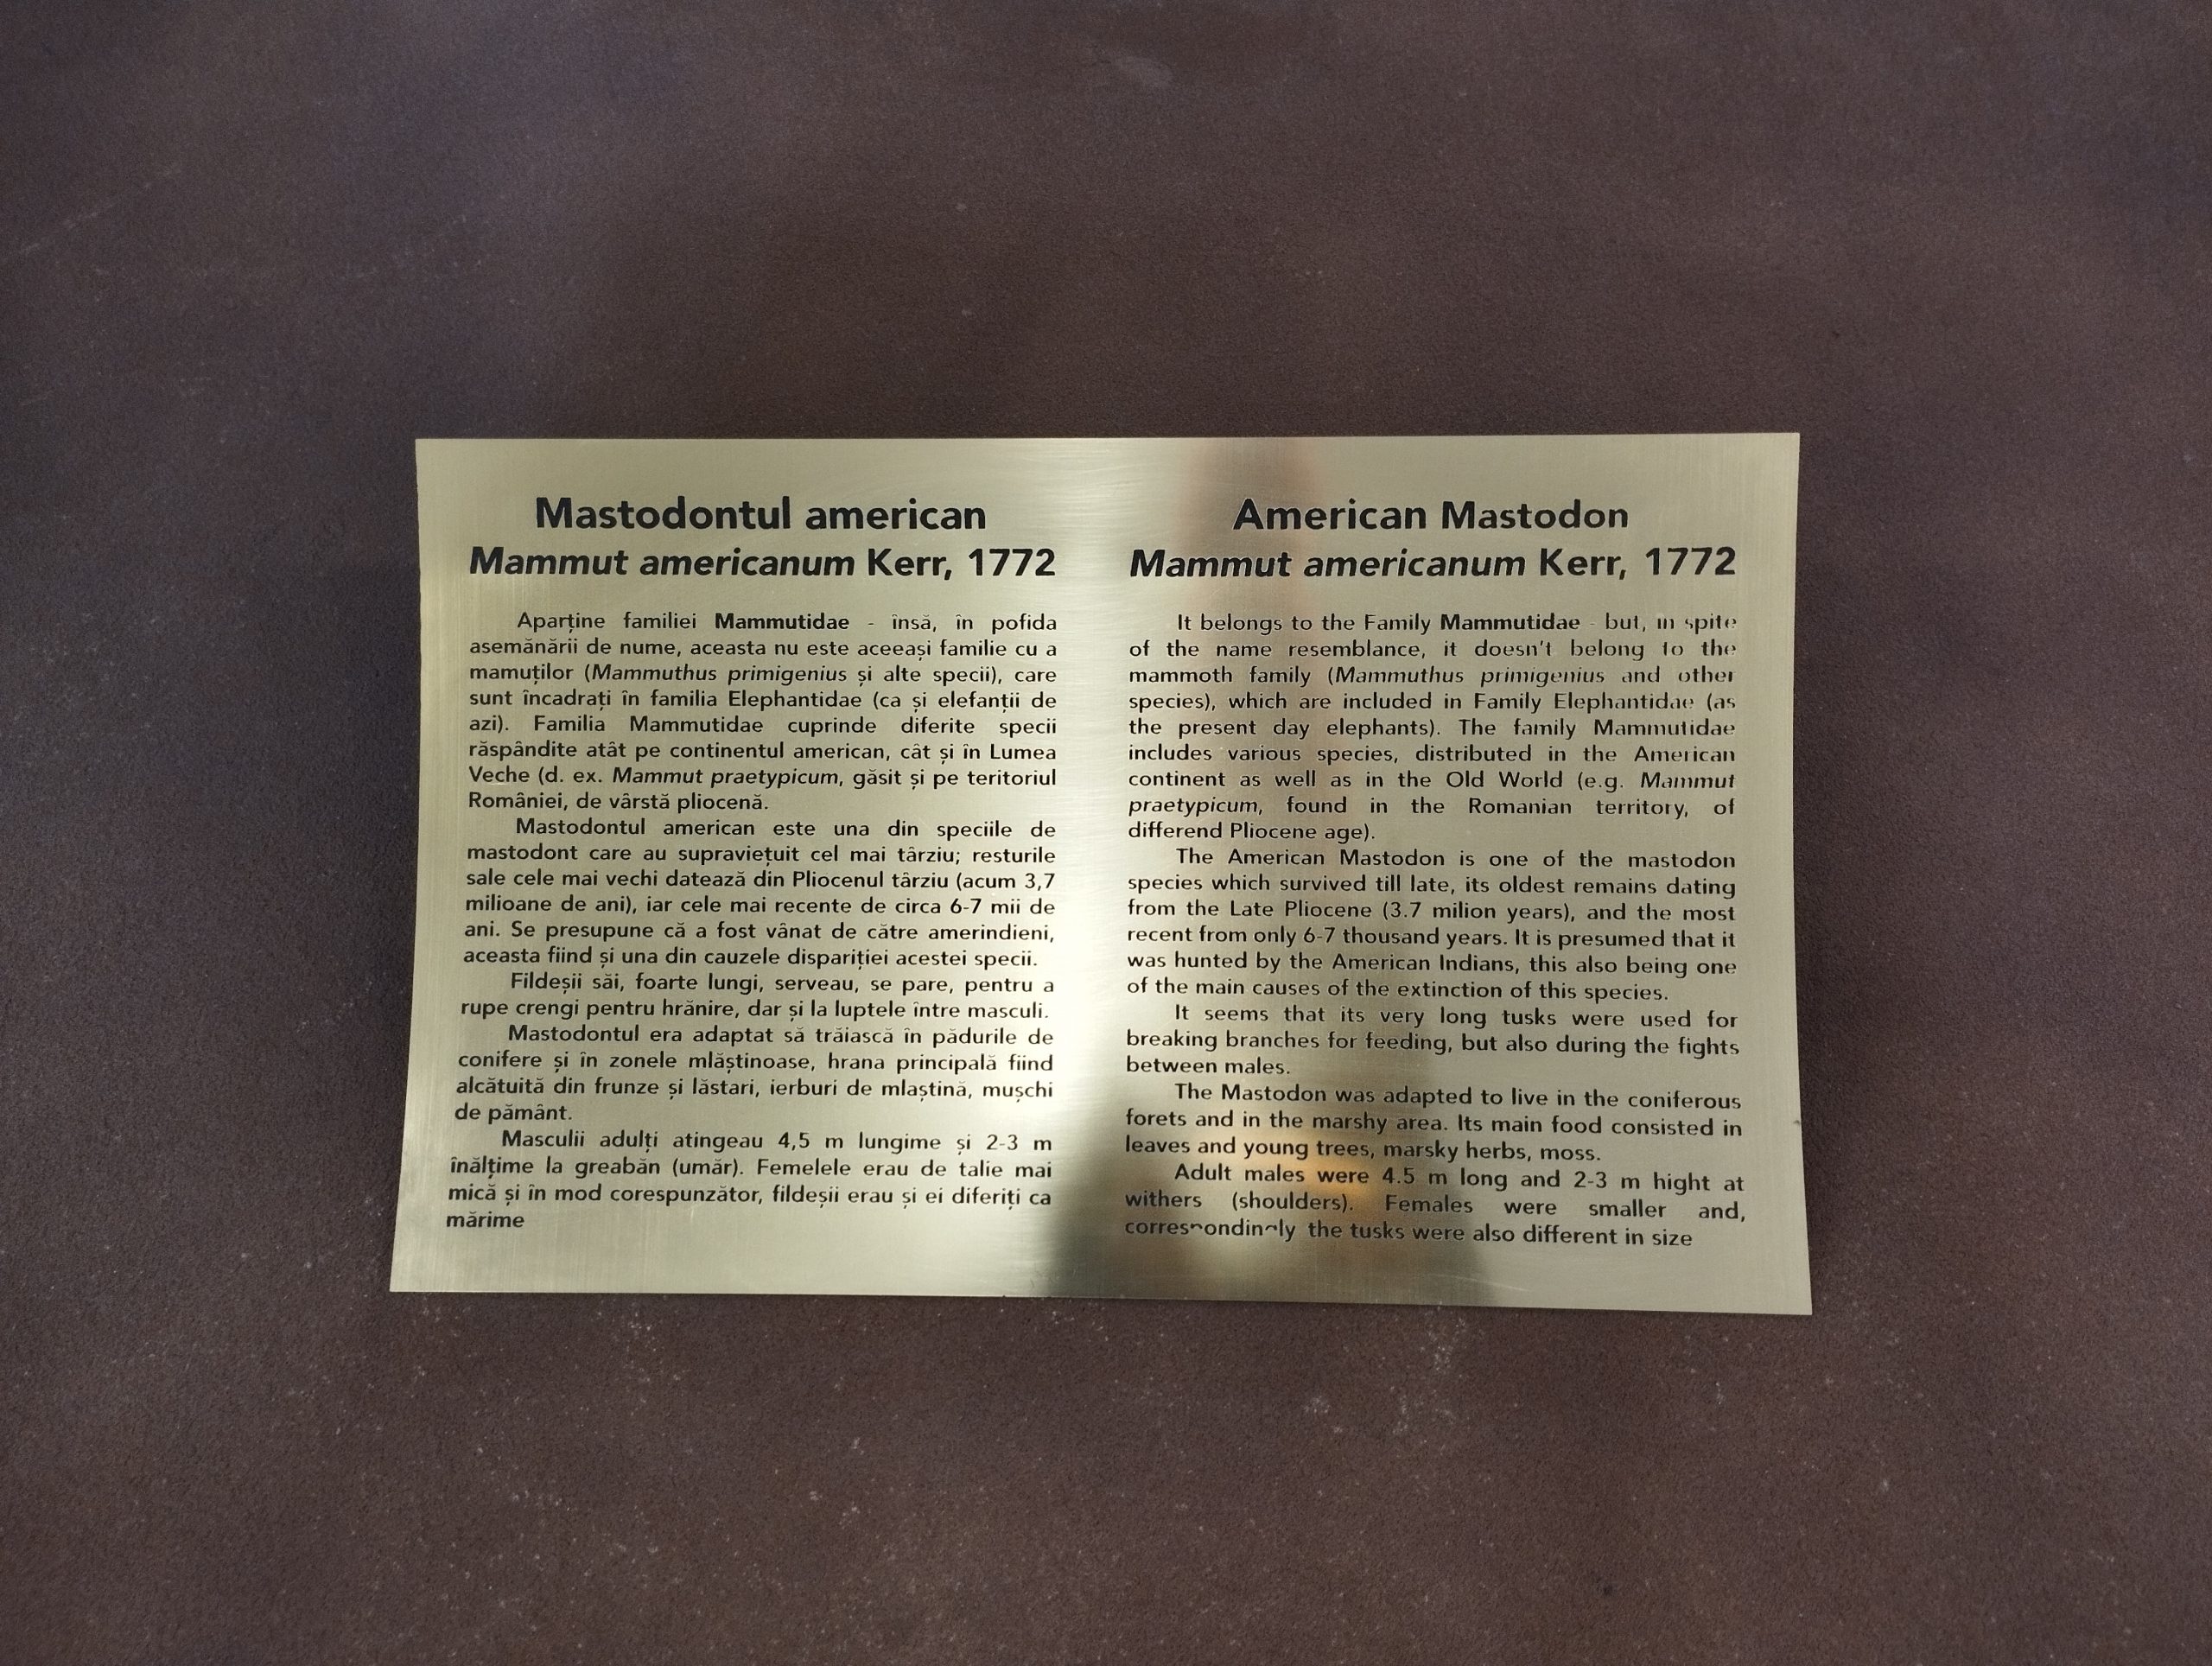 Mastodontul american
Mammut americanum Kerr, 1772
Aparține familiei Mammutidae - însă, în pofida
asemănării de nume, aceasta nu este aceeași familie cu a
mamuților (Mammuthus primigenius și alte specii), care
sunt încadrați în familia Elephantidae (ca și elefanții de
azi). Familia Mammutidae cuprinde diferite specii
răspândite atât pe continentul american, cât și în Lumea
Veche (d. ex. Mammut praetypicum, găsit și pe teritoriul
României, de vârstă pliocenă.
Mastodontul american este una din speciile de
mastodont care au supraviețuit cel mai târziu; resturile
sale cele mai vechi datează din Pliocenul târziu (acum 3,7
milioane de ani), iar cele mai recente de circa 6-7 mii de
ani. Se presupune că a fost vânat de către amerindieni,
aceasta fiind și una din cauzele dispariției acestei specii.
Fildeșii săi, foarte lungi, serveau, se pare, pentru a
rupe crengi pentru hrănire, dar și la luptele între masculi.
Mastodontul era adaptat să trăiască în pădurile de
conifere și în zonele mlăștinoase, hrana principală fiind
alcătuită din frunze și lăstari, ierburi de mlaștină, mușchi
de pământ.
Masculii adulți atingeau 4,5 m lungime și 2-3 m
înălțime la greabăn (umăr). Femelele erau de talie mai
mică și în mod corespunzător, fildeșii erau și ei diferiți ca
mărime
American Mastodon
Mammut americanum Kerr, 1772
It belongs to the Family Mammutidae - but, in spite
of the name resemblance, it doesn't belong to the
mammoth family (Mammuthus primigenius and other
species), which are included in Family Elephantidae (as
the present day elephants). The family Mammutidae
includes various species, distributed in the American
continent as well as in the Old World (e.g. Mammut
praetypicum, found in the Romanian territory, of
differend Pliocene age).
The American Mastodon is one of the mastodon
species which survived till late, its oldest remains dating
from the Late Pliocene (3.7 milion years), and the most
recent from only 6-7 thousand years. It is presumed that it
was hunted by the American Indians, this also being one
of the main causes of the extinction of this species.
It seems that its very long tusks were used for
breaking branches for feeding, but also during the fights
between males.
The Mastodon was adapted to live in the coniferous
forets and in the marshy area. Its main food consisted in
leaves and young trees, marsky herbs, moss.
Adult males were 4.5 m long and 2-3 m hight at
withers (shoulders). Females were smaller and,
correspondingly the tusks were also different in size